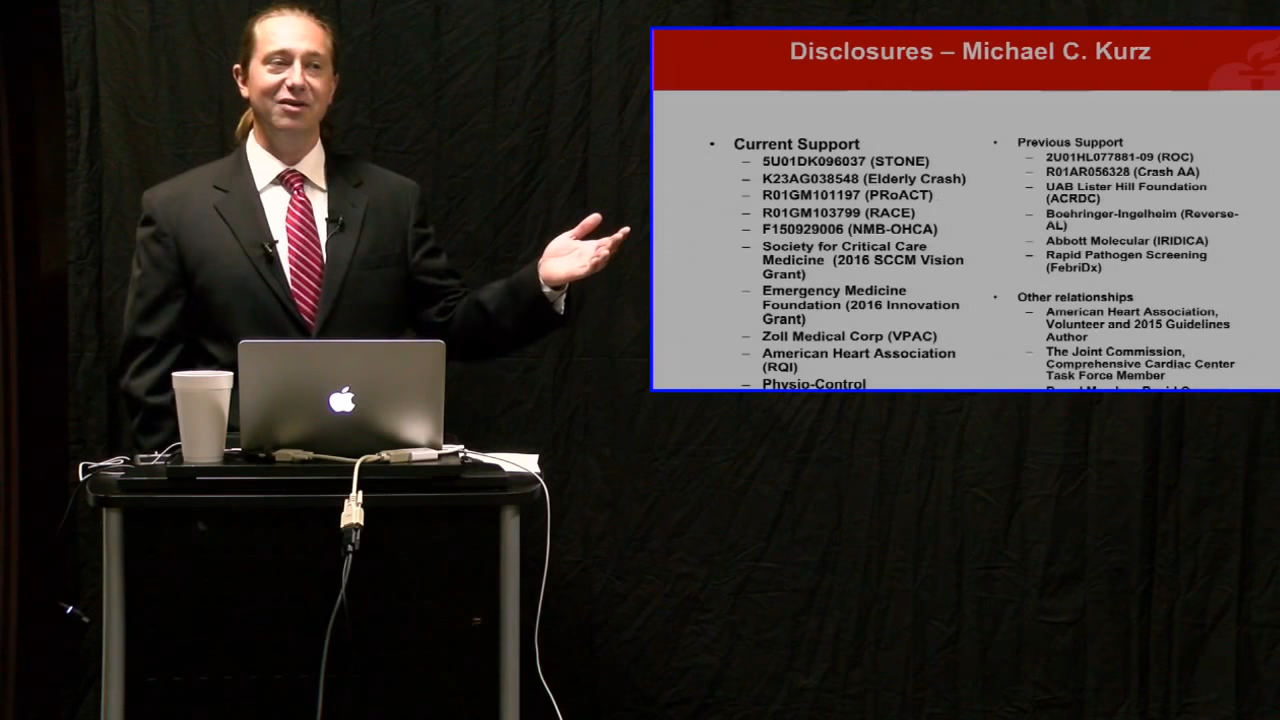 Disclosures – Michael C. Kurz
• Current Support
– 5U01DK096037 (STONE)
– K23AG038548 (Elderly Crash)
– R01GM101197 (PRoACT)
– R01GM103799 (RACE)
– F150929006 (NMB-OHCA)
– Society for Critical Care
Medicine (2016 SCCM Vision
Grant)
– Emergency Medicine
Foundation (2016 Innovation
Grant)
– Zoll Medical Corp (VPAC)
– American Heart Association
(RQI)
– Physio-Control
• Previous Support
– 2U01HL077881-09 (ROC)
– R01AR056328 (Crash AA)
– UAB Lister Hill Foundation
(ACRDC)
– Boehringer-Ingelheim (Reverse-
AL)
– Abbott Molecular (IRIDICA)
– Rapid Pathogen Screening
(FebriDx)
• Other relationships
– American Heart Association,
Volunteer and 2015 Guidelines
Author
– The Joint Commission,
Comprehensive Cardiac Center
Task Force Member